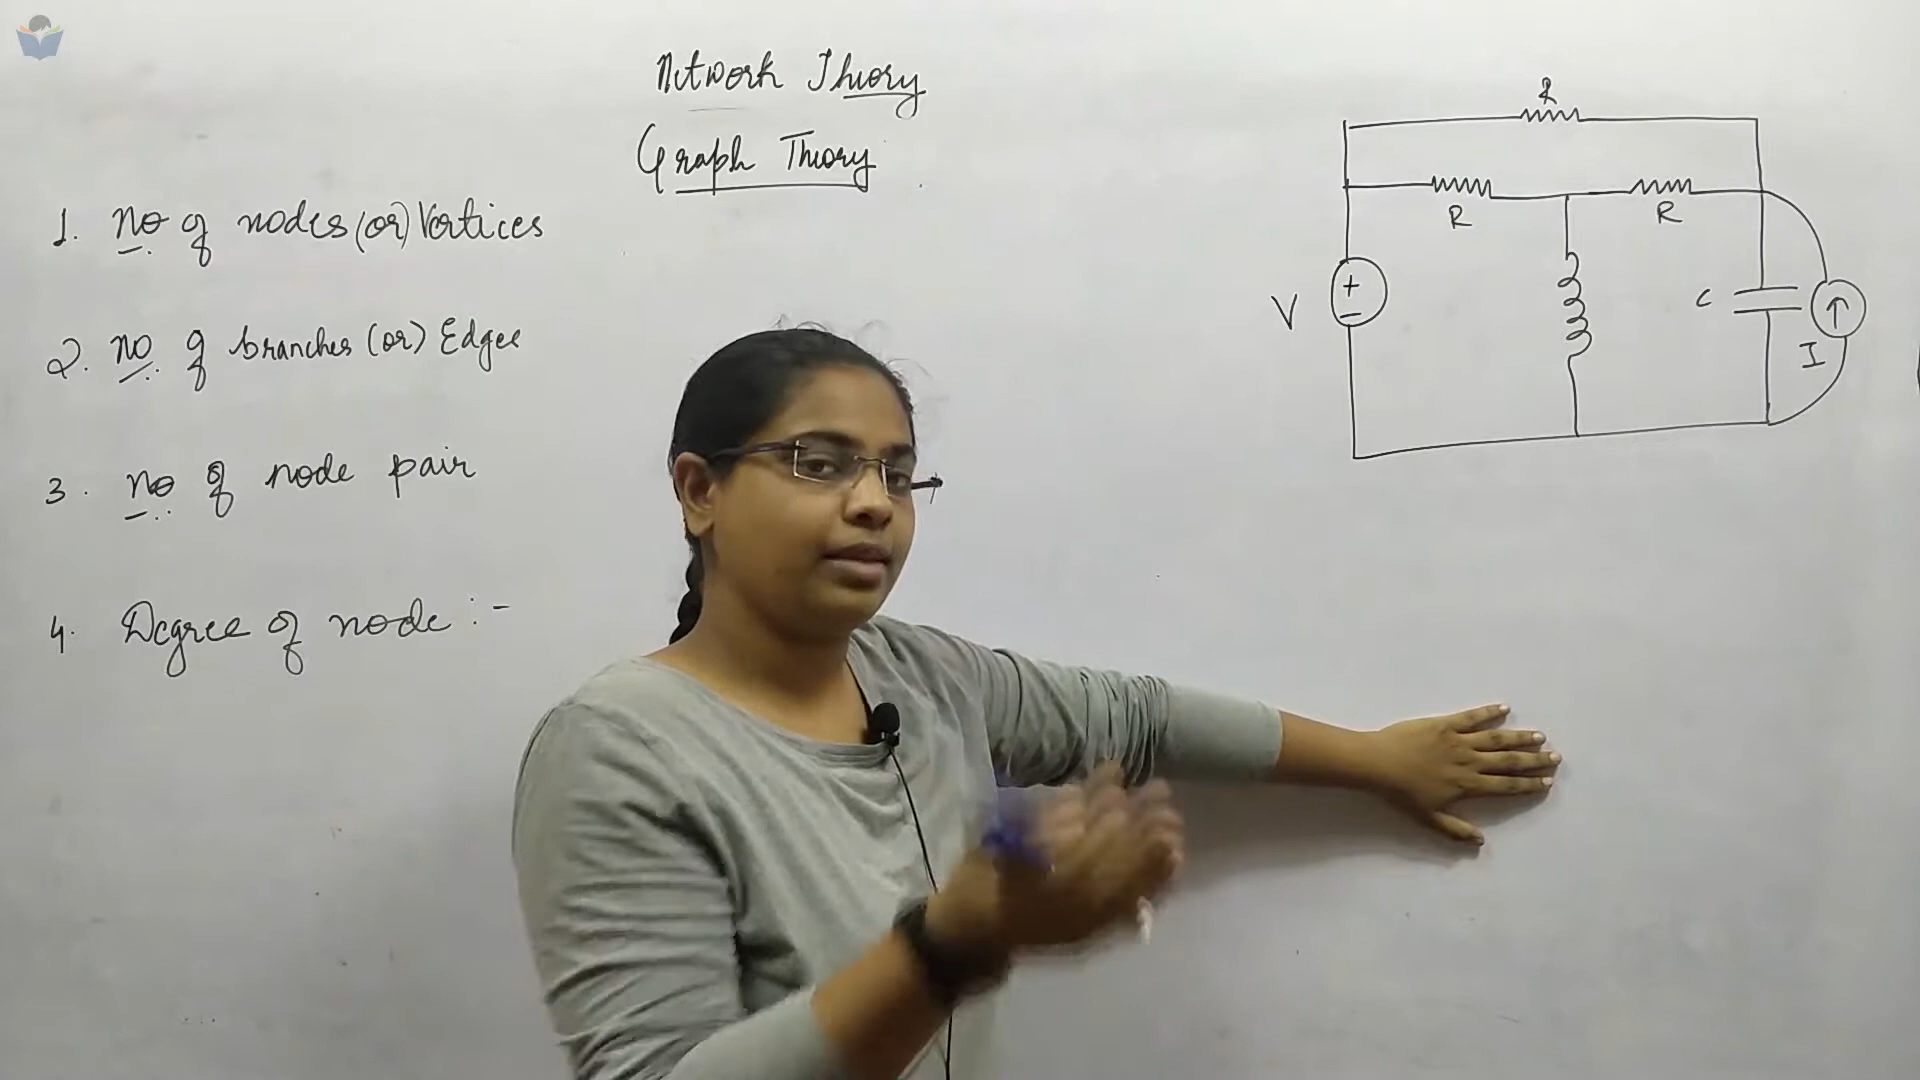 Network Theory
Graph Theory
1. no of nodes (or) Vertices
2. no of branches (or) Edges
3. no of node pair
4. Degree of node :-
R
R
R
+
V
-
C
I